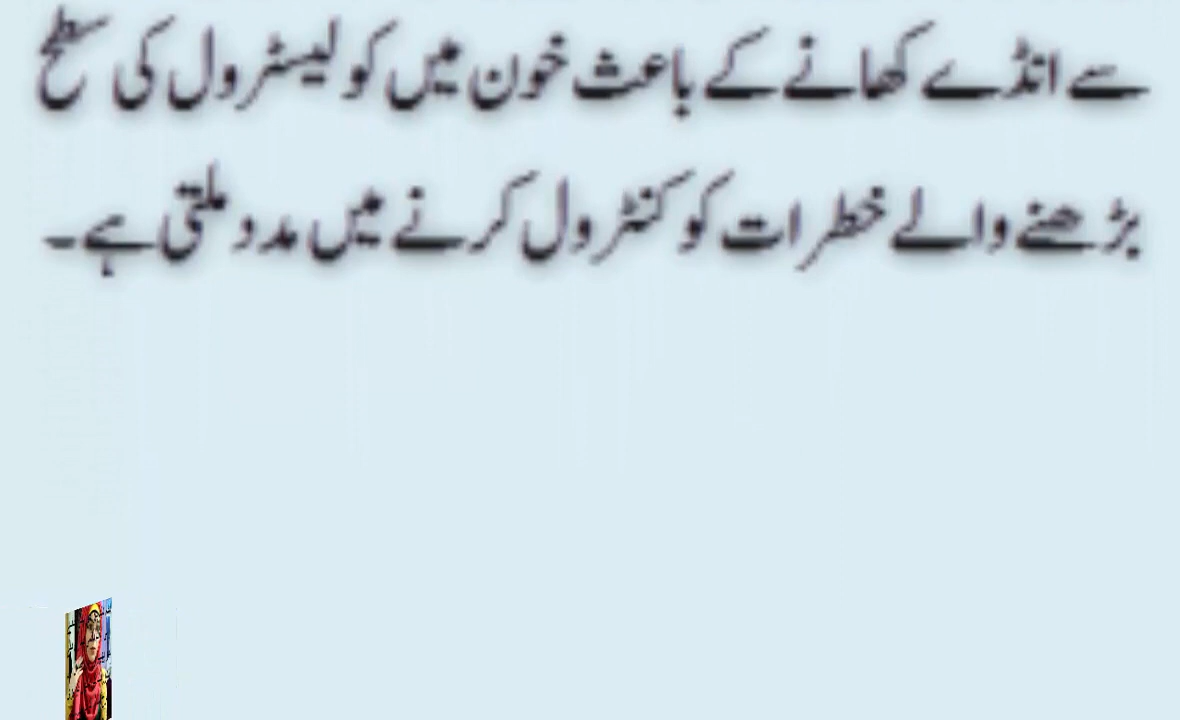 سے انڈے کھانے کے باعث خون میں کولیسٹرول کی سطح
بڑھنے والے خطرات کو کنٹرول کرنے میں مدد ملتی ہے۔